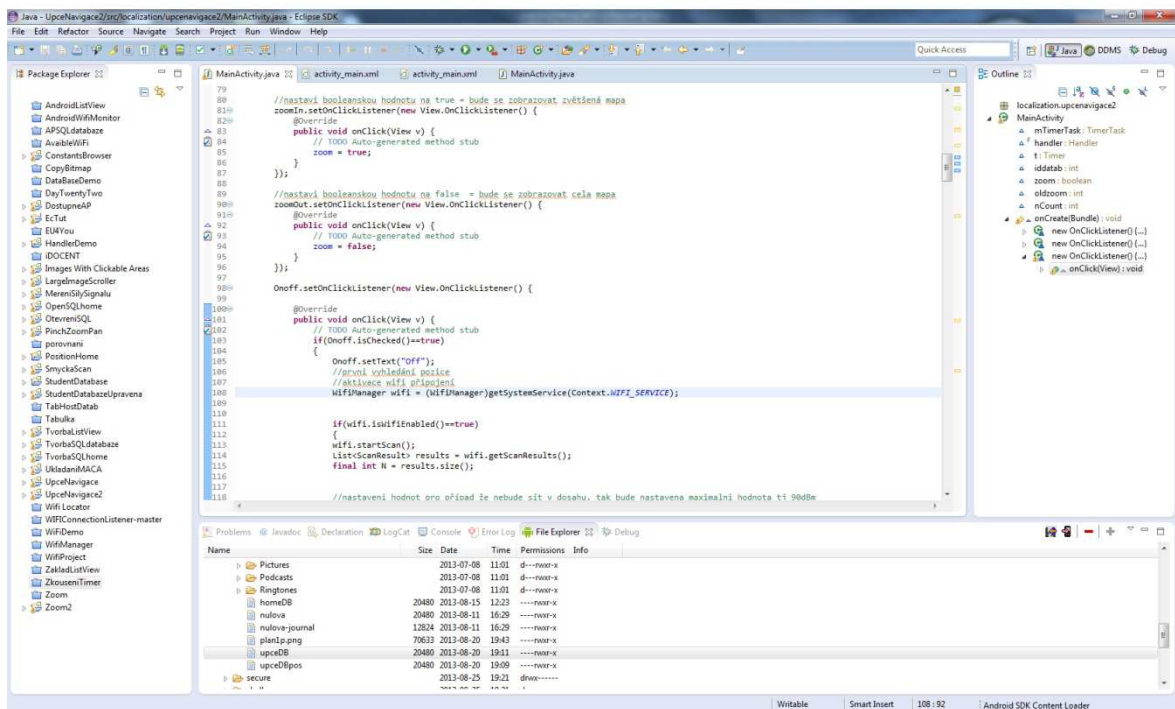 Java - UpceNavigace2/src/localization/upcenavigace2/MainActivity.java - Eclipse SDK
File Edit Refactor Source Navigate Search Project Run Window Help
Quick Access
Java DDMS Debug
Package Explorer
AndroidListView
AndroidWifiMonitor
APSQLdatabaze
AvaibleWiFi
ConstantsBrowser
CopyBitmap
DataBaseDemo
DayTwentyTwo
DostupneAP
EcTut
EU4You
HandlerDemo
iDOCENT
Images With Clickable Areas
LargeImageScroller
MereniSilySignalu
OpenSQLhome
OtevreniSQL
PinchZoomPan
porovnani
PositionHome
SmyckaScan
StudentDatabase
StudentDatabazeUpravena
TabHostDatab
Tabulka
TvorbaListView
TvorbaSQLdatabaze
TvorbaSQLhome
UkladaniMACA
UpceNavigace
UpceNavigace2
Wifi Locator
WIFIConnectionListener-master
WiFiDemo
WifiManager
WifiProject
ZakladListView
ZkouseniTimer
Zoom
Zoom2
MainActivity.java activity_main.xml activity_main.xml MainActivity.java
79
80 //nastaví booleanskou hodnotu na true = bude se zobrazovat zvětšená mapa
81 zoomIn.setOnClickListener(new View.OnClickListener() {
82 @Override
83 public void onClick(View v) {
84 // TODO Auto-generated method stub
85 zoom = true;
86 }
87 });
88
89 //nastaví booleanskou hodnotu na false = bude se zobrazovat cela mapa
90 zoomOut.setOnClickListener(new View.OnClickListener() {
91 @Override
92 public void onClick(View v) {
93 // TODO Auto-generated method stub
94 zoom = false;
95 }
96 });
97
98 Onoff.setOnClickListener(new View.OnClickListener() {
99
100 @Override
101 public void onClick(View v) {
102 // TODO Auto-generated method stub
103 if(Onoff.isChecked()==true)
104 {
105 Onoff.setText("Off");
106 //první vyhledání pozice
107 //aktivace wifi připojení
108 WifiManager wifi = (WifiManager)getSystemService(Context.WIFI_SERVICE);
109
110
111 if(wifi.isWifiEnabled()==true)
112 {
113 wifi.startScan();
114 List<ScanResult> results = wifi.getScanResults();
115 final int N = results.size();
116
117
118 //nastavení hodnot pro případ že nebude sít v dosahu, tak bude nastavena maximalni hodnota tí 90dBm
Outline
localization.upcenavigace2
MainActivity
mTimerTask : TimerTask
handler : Handler
t : Timer
iddatab : int
zoom : boolean
oldzoom : int
nCount : int
onCreate(Bundle) : void
new OnClickListener() {...}
new OnClickListener() {...}
new OnClickListener() {...}
onClick(View) : void
Problems Javadoc Declaration LogCat Console Error Log File Explorer Debug
Name Size Date Time Permissions Info
Pictures 2013-07-08 11:01 d---rwxr-x
Podcasts 2013-07-08 11:01 d---rwxr-x
Ringtones 2013-07-08 11:01 d---rwxr-x
homeDB 20480 2013-08-15 12:23 ----rwxr-x
nulova 20480 2013-08-11 16:29 ----rwxr-x
nulova-journal 12824 2013-08-11 16:29 ----rwxr-x
plan1p.png 70633 2013-08-20 19:43 ----rwxr-x
upceDB 20480 2013-08-20 19:11 ----rwxr-x
upceDBpos 20480 2013-08-20 19:09 ----rwxr-x
secure 2013-08-25 19:21 drwx------
Writable Smart Insert 108 : 92 Android SDK Content Loader